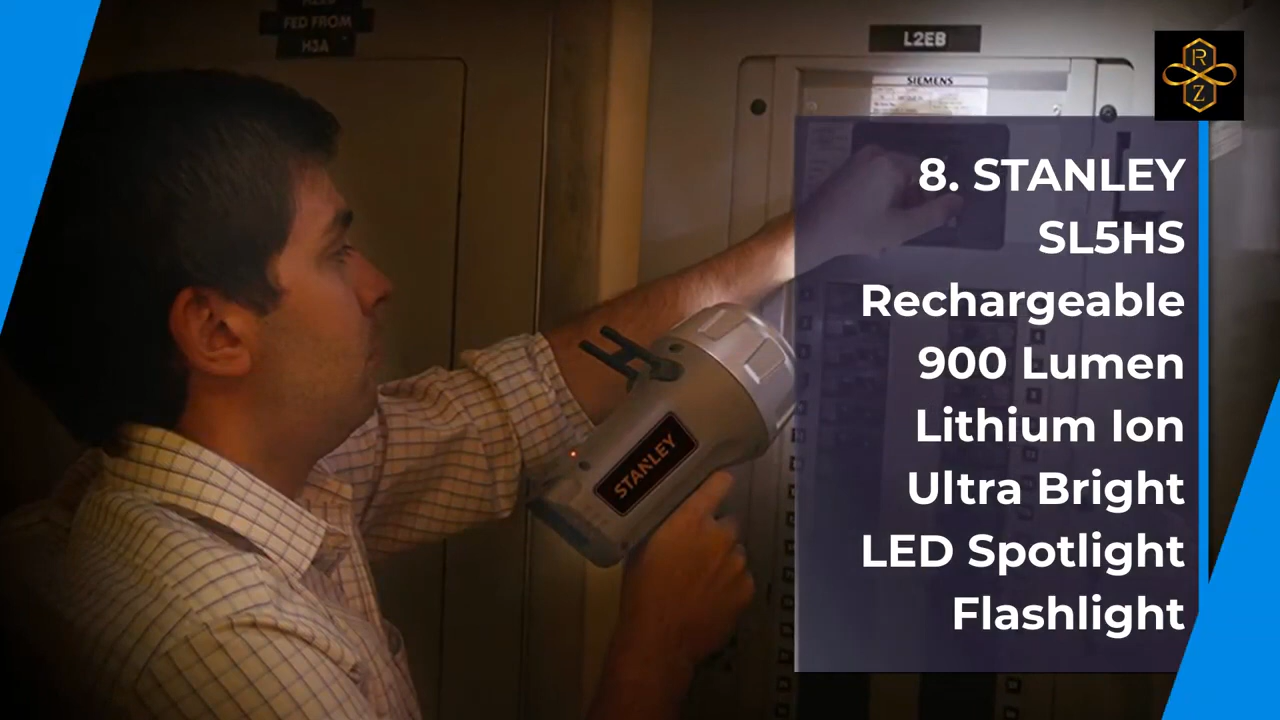 FED FROM
H3A
L2EB
SIEMENS
R
Z
8. STANLEY
SL5HS
Rechargeable
900 Lumen
Lithium Ion
Ultra Bright
LED Spotlight
Flashlight
STANLEY